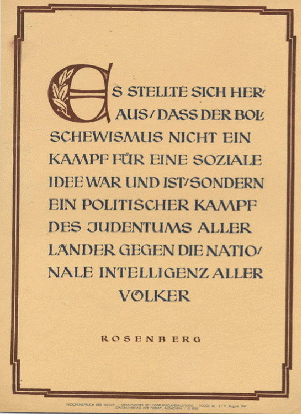 ES STELLTE SICH HER/
AUS/DASS DER BOL/
SCHEWISMUS NICHT EIN
KAMPF FÜR EINE SOZIALE
IDEE WAR UND IST/SONDERN
EIN POLITISCHER KAMPF
DES JUDENTUMS ALLER
LÄNDER GEGEN DIE NATIO/
NALE INTELLIGENZ ALLER
VÖLKER
ROSENBERG